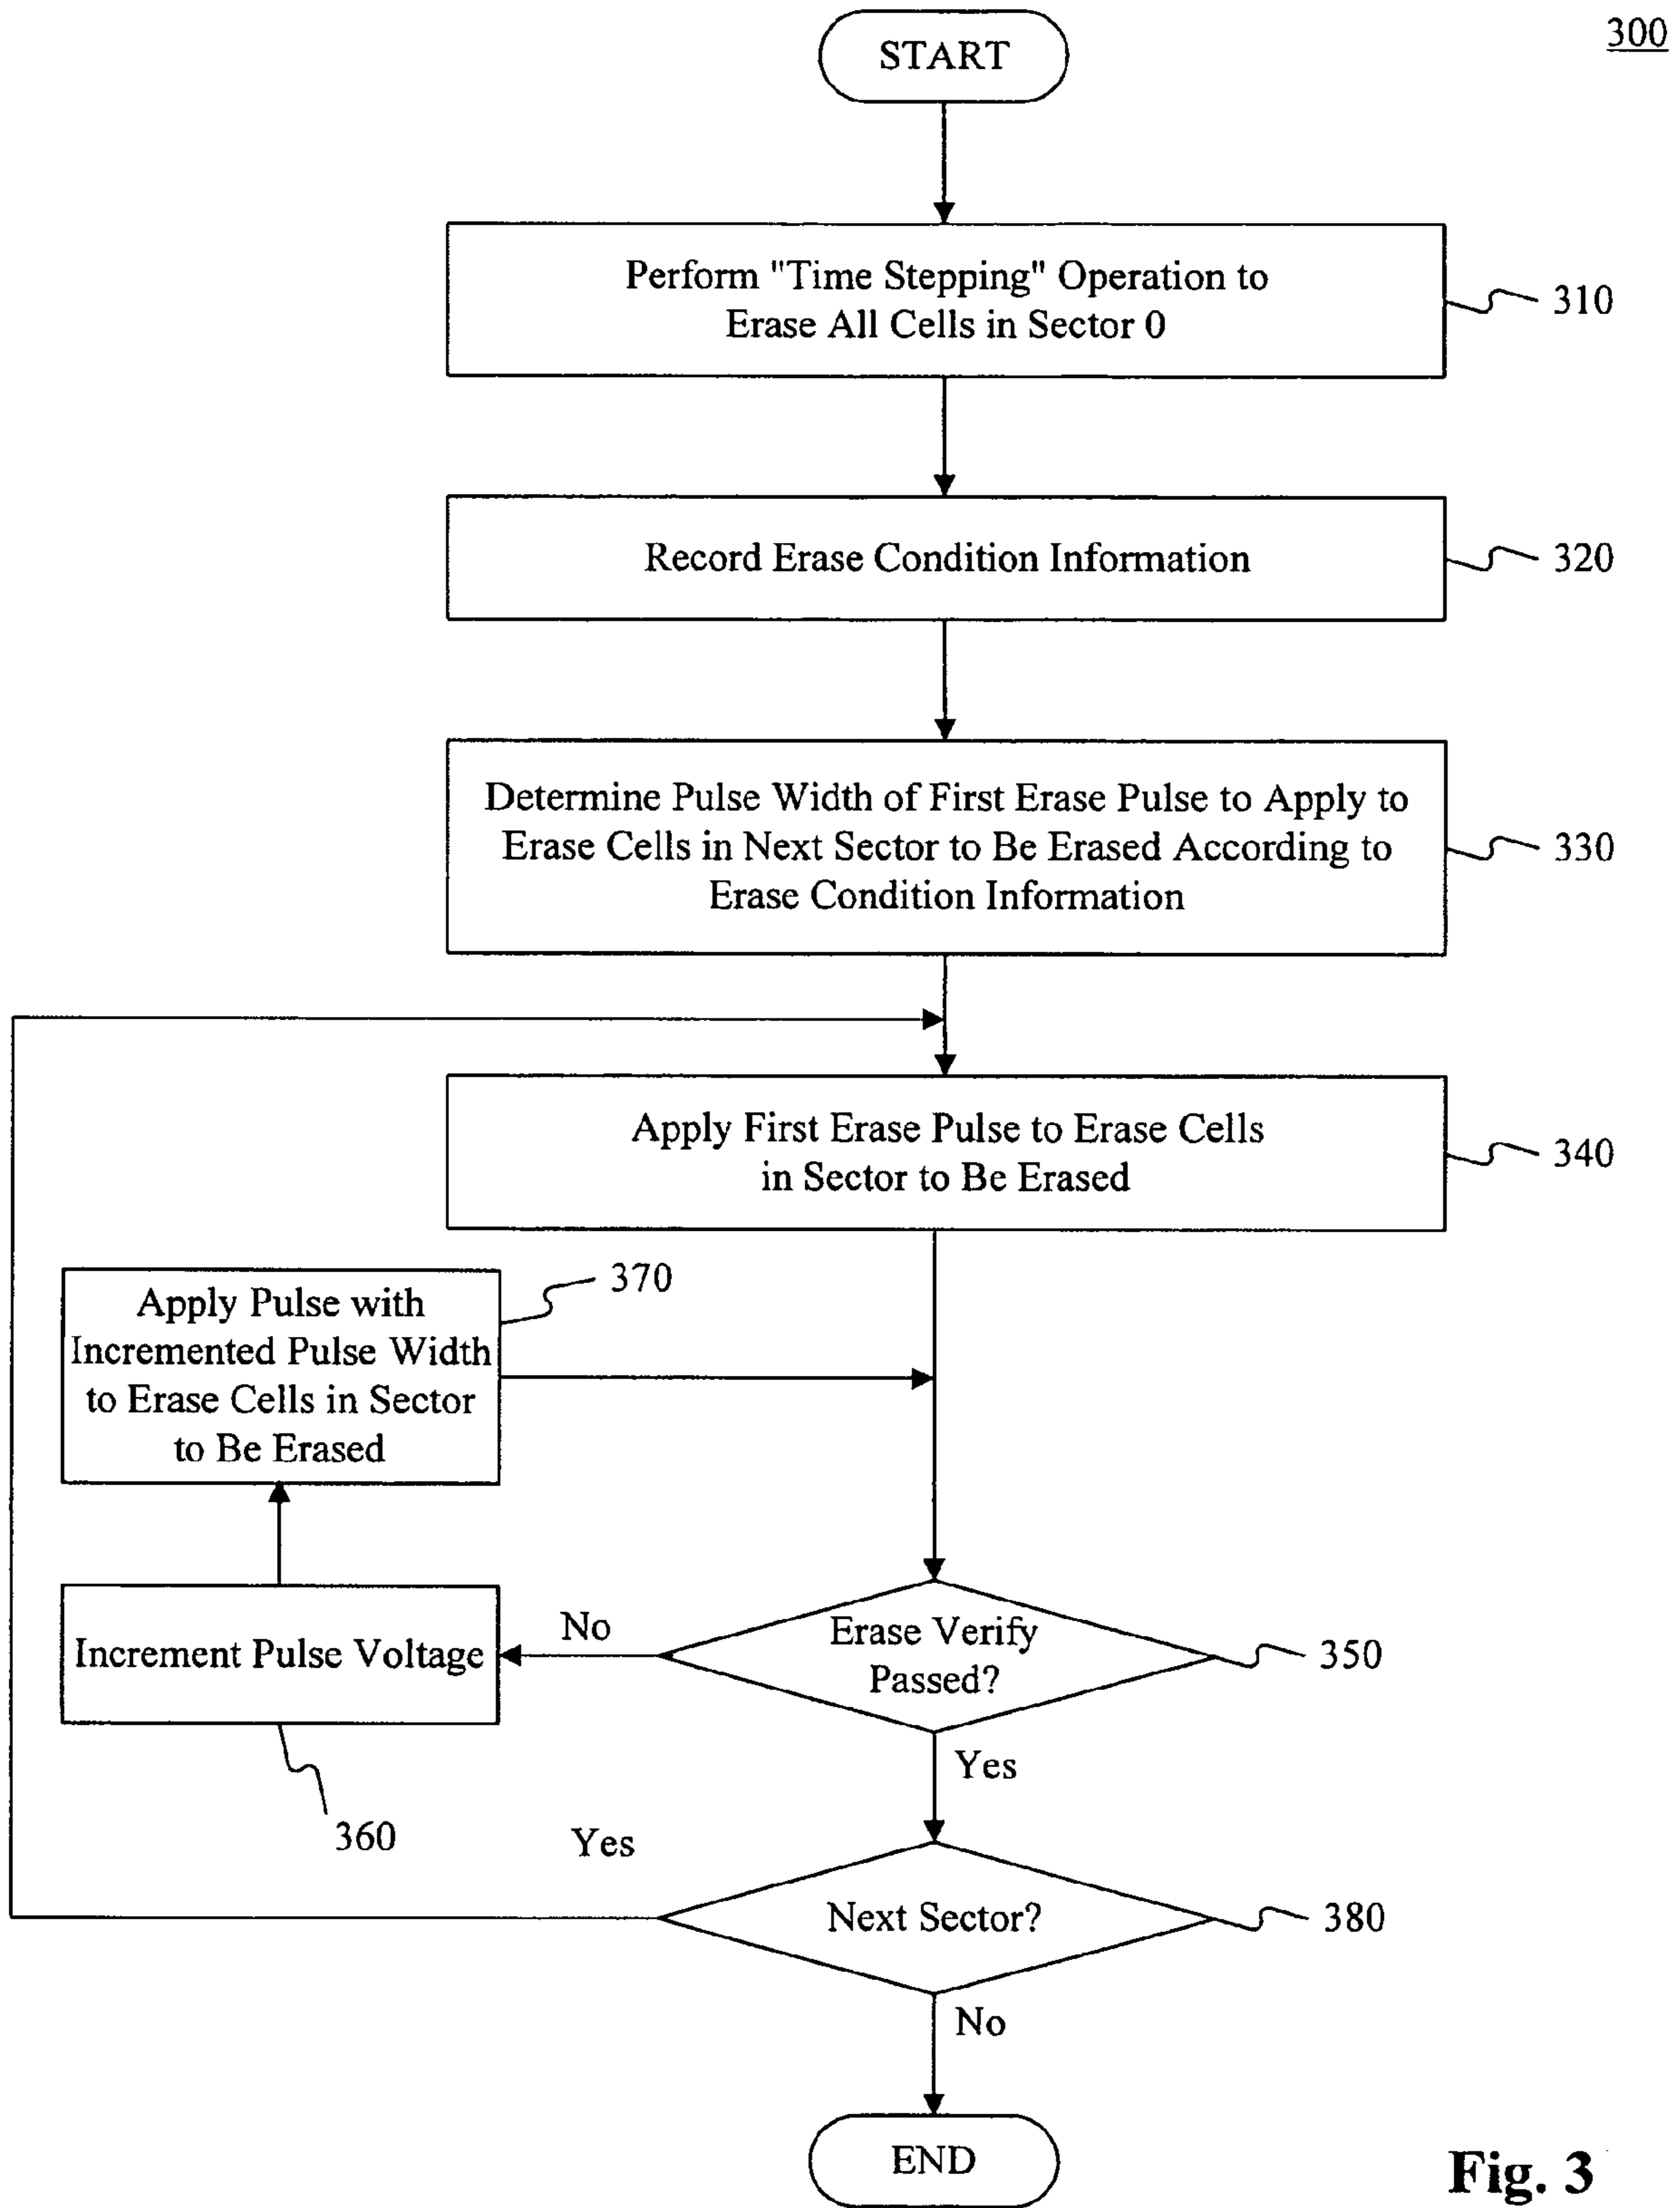 300
START
Perform "Time Stepping" Operation to
Erase All Cells in Sector 0
310
Record Erase Condition Information
320
Determine Pulse Width of First Erase Pulse to Apply to
Erase Cells in Next Sector to Be Erased According to
Erase Condition Information
330
Apply First Erase Pulse to Erase Cells
in Sector to Be Erased
340
370
Apply Pulse with
Incremented Pulse Width
to Erase Cells in Sector
to Be Erased
No
Increment Pulse Voltage
Erase Verify
Passed?
350
Yes
360
Yes
Next Sector?
380
No
END
Fig. 3